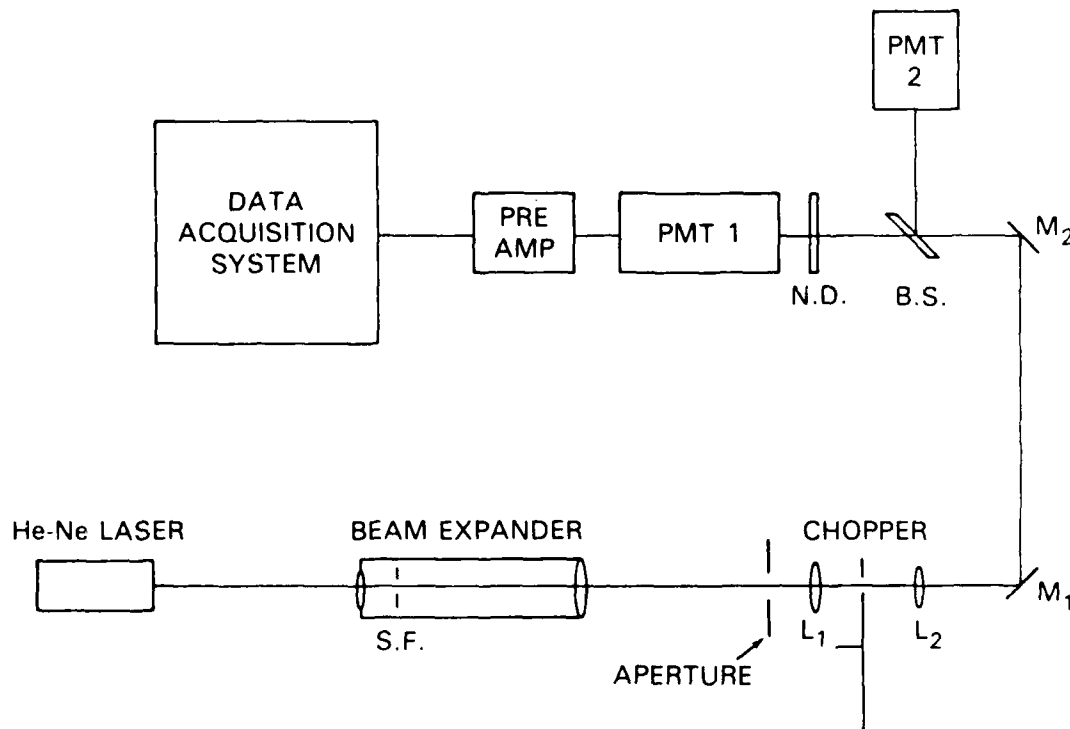 PMT
2
DATA
ACQUISITION
SYSTEM
PRE
AMP
PMT 1
M2
N.D.
B.S.
He-Ne LASER
BEAM EXPANDER
CHOPPER
S.F.
L1
L2
M1
APERTURE